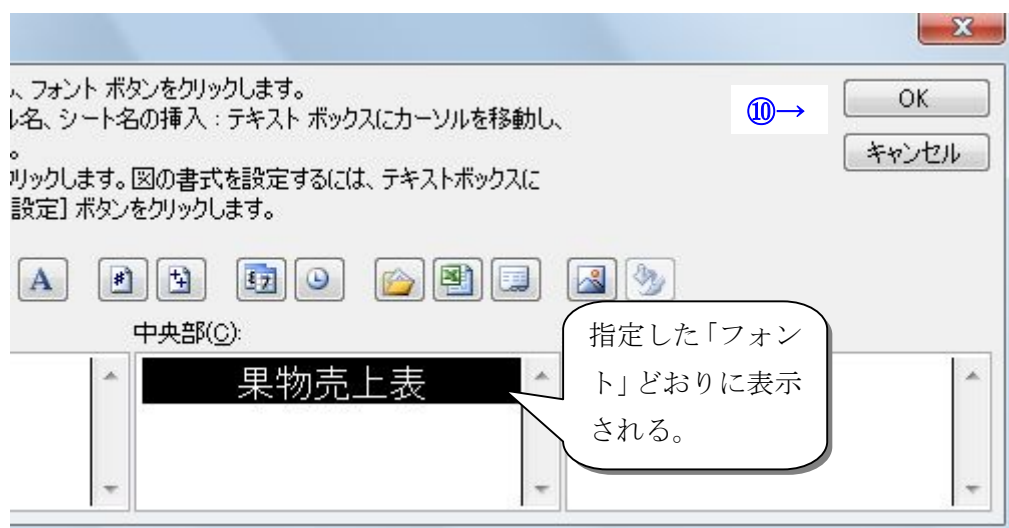 、フォント ボタンをクリックします。
ル名、シート名の挿入 : テキスト ボックスにカーソルを移動し、
。
クリックします。図の書式を設定するには、テキストボックスに
設定] ボタンをクリックします。
⑩→
OK
キャンセル
A
中央部(C):
果物売上表
指定した「フォン
ト」どおりに表示
される。